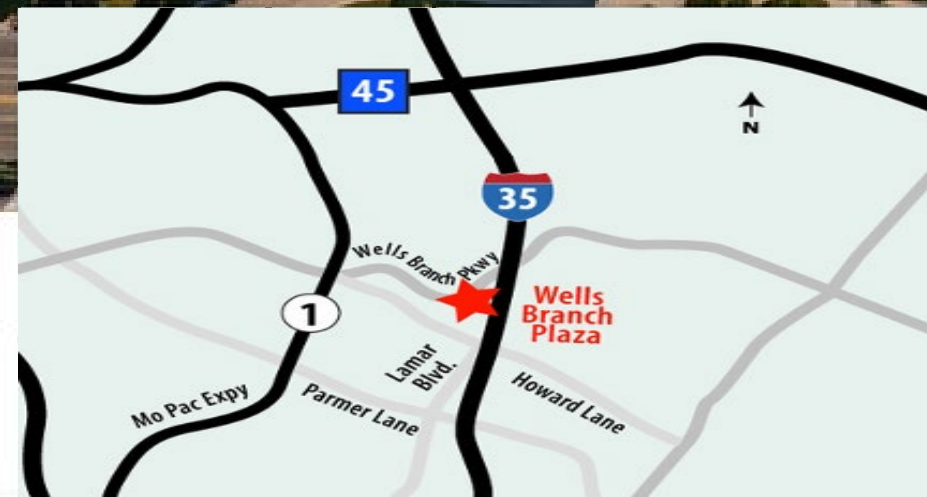 45
N
35
Wells Branch Pkwy
Wells
Branch
Plaza
1
Lamar
Blvd.
Howard Lane
Mo Pac Expy
Parmer Lane